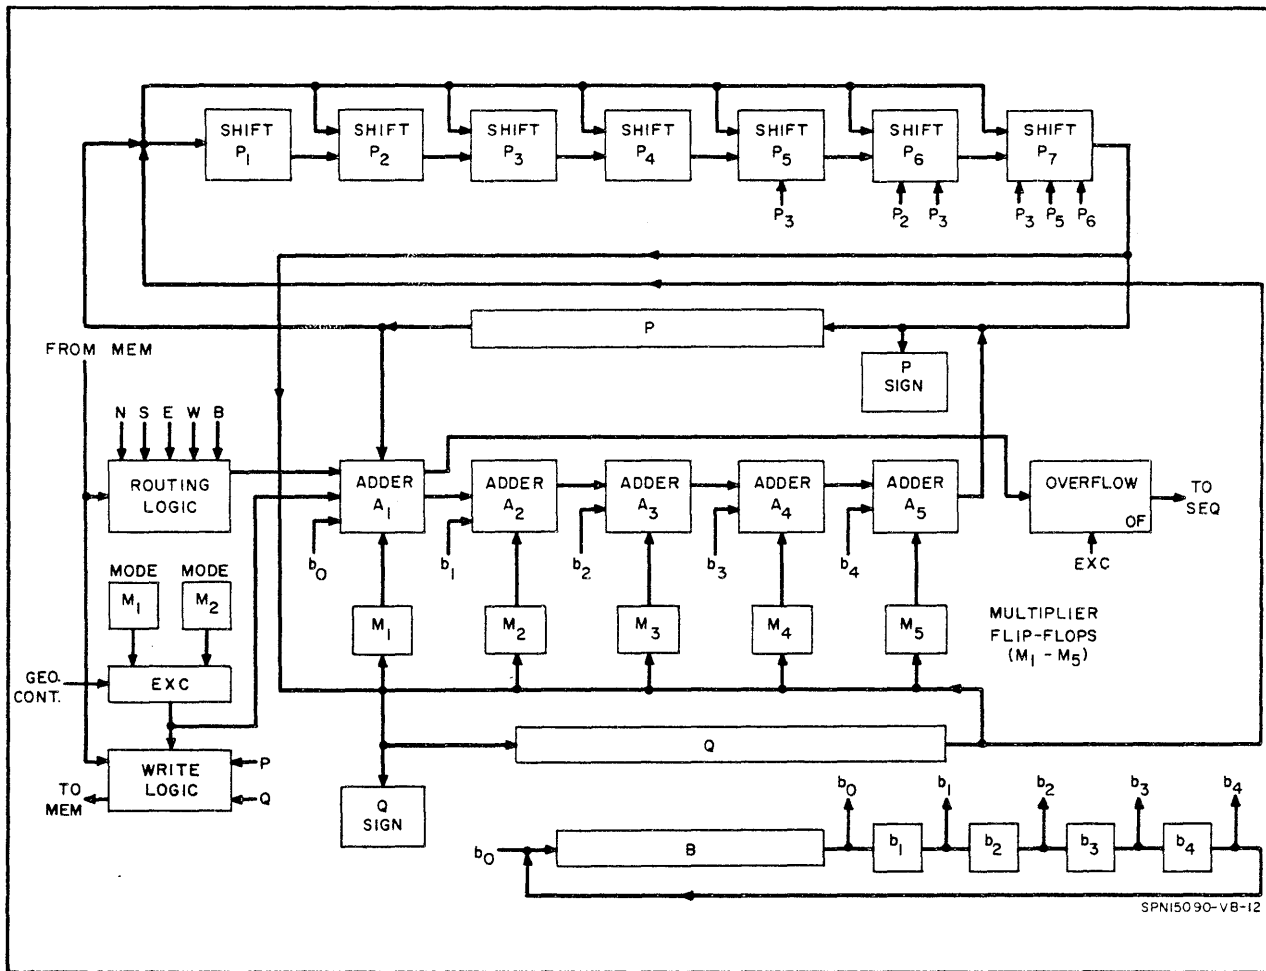 SHIFT P1
SHIFT P2
SHIFT P3
SHIFT P4
SHIFT P5
SHIFT P6
SHIFT P7
P3
P2 P3
P3 P5 P6
P
P SIGN
FROM MEM
N S E W B
ROUTING LOGIC
ADDER A1
ADDER A2
ADDER A3
ADDER A4
ADDER A5
OVERFLOW
OF
TO SEQ
b0
b1
b2
b3
b4
EXC
MODE M1
MODE M2
M1
M2
M3
M4
M5
MULTIPLIER
FLIP-FLOPS
(M1 – M5)
GEO. CONT.
EXC
WRITE LOGIC
P
Q
TO MEM
Q
Q SIGN
b0
b1
b2
b3
b4
b0
B
b1
b2
b3
b4
SPN15090-VB-12